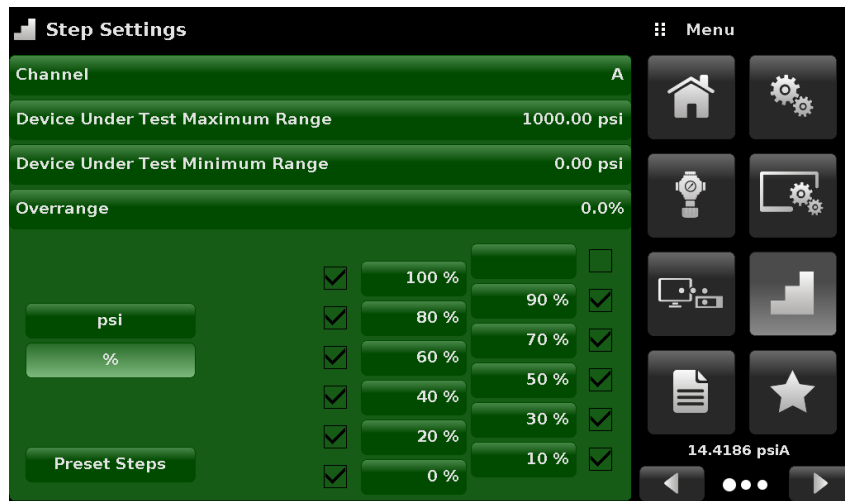 Step Settings
Menu
Channel A
Device Under Test Maximum Range 1000.00 psi
Device Under Test Minimum Range 0.00 psi
Overrange 0.0%
100 %
90 %
psi
80 %
70 %
%
60 %
50 %
40 %
30 %
20 %
10 %
Preset Steps
0 %
14.4186 psiA